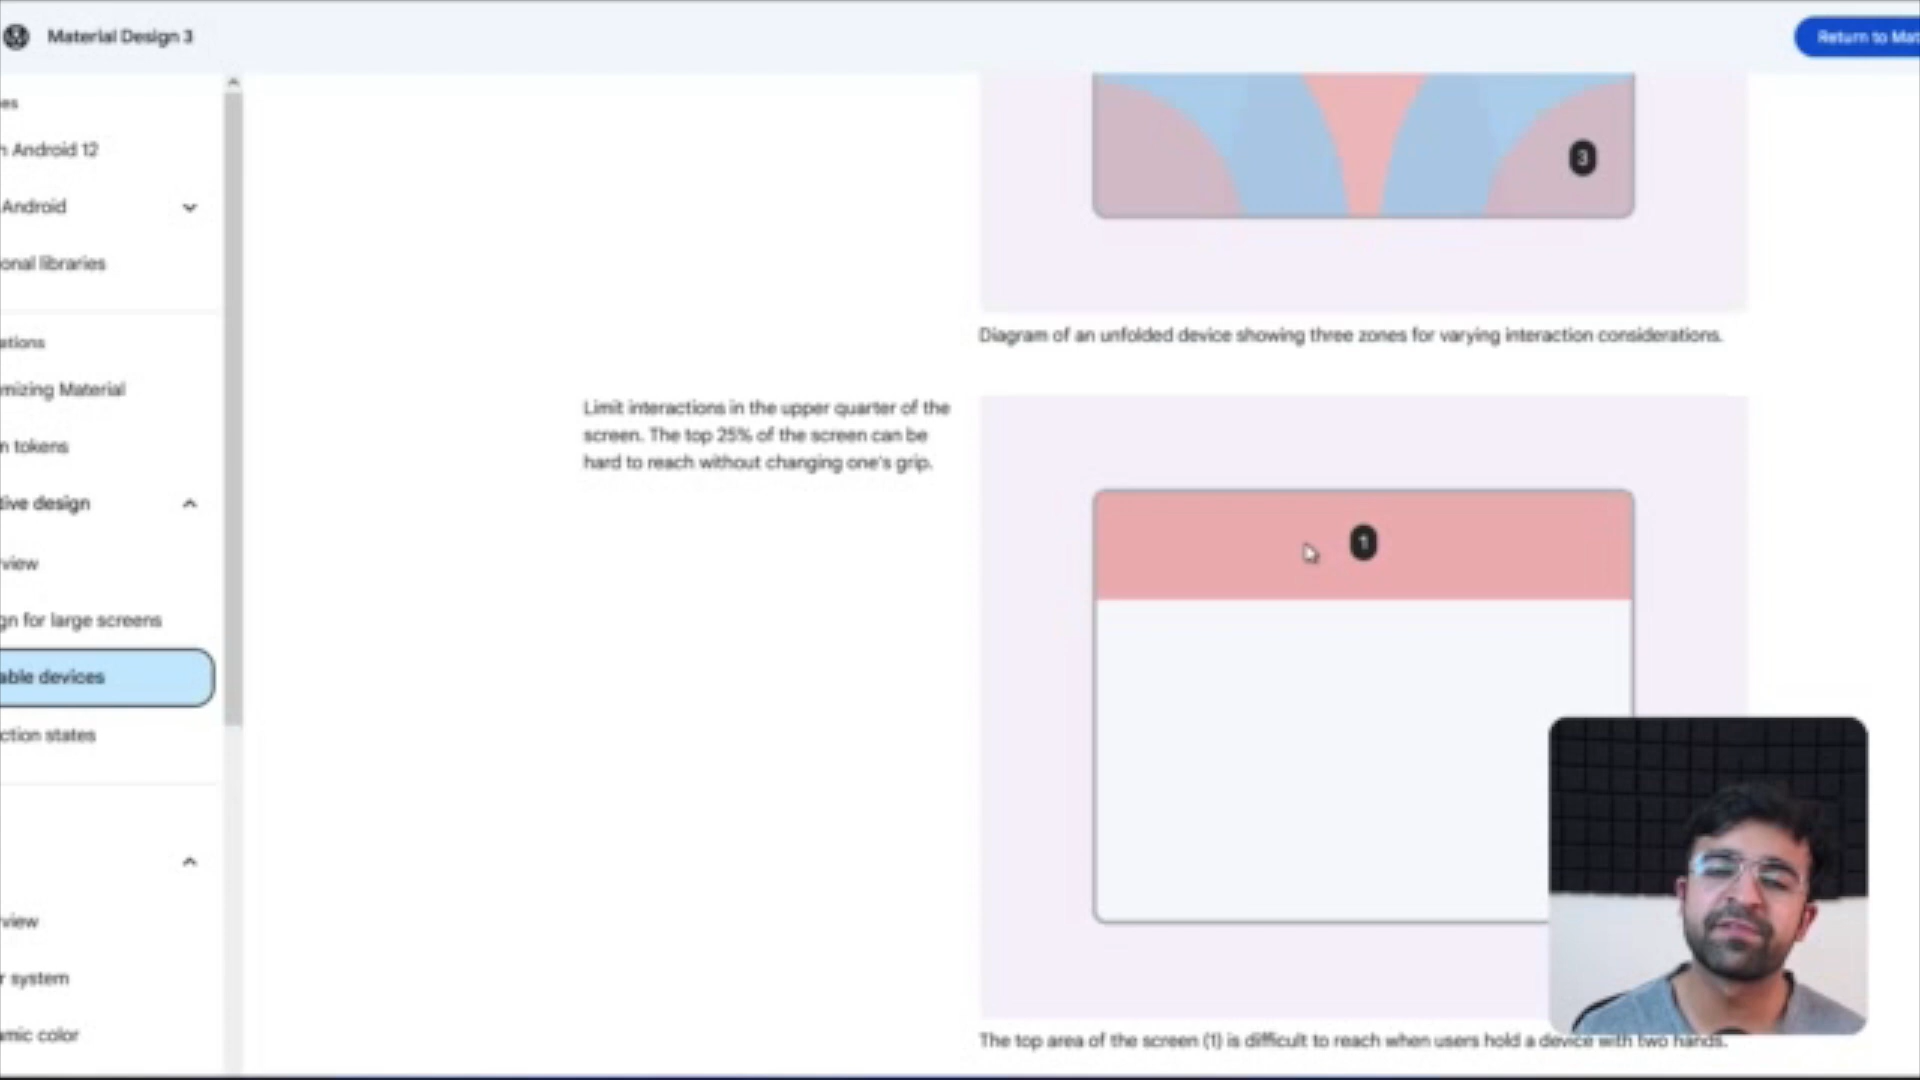 Material Design 3
Return to Mat
es
n Android 12
Android
onal libraries
ations
mizing Material
n tokens
tive design
view
gn for large screens
able devices
ction states
view
r system
amic color
3
Diagram of an unfolded device showing three zones for varying interaction considerations.
Limit interactions in the upper quarter of the
screen. The top 25% of the screen can be
hard to reach without changing one's grip.
1
The top area of the screen (1) is difficult to reach when users hold a device with two hands.